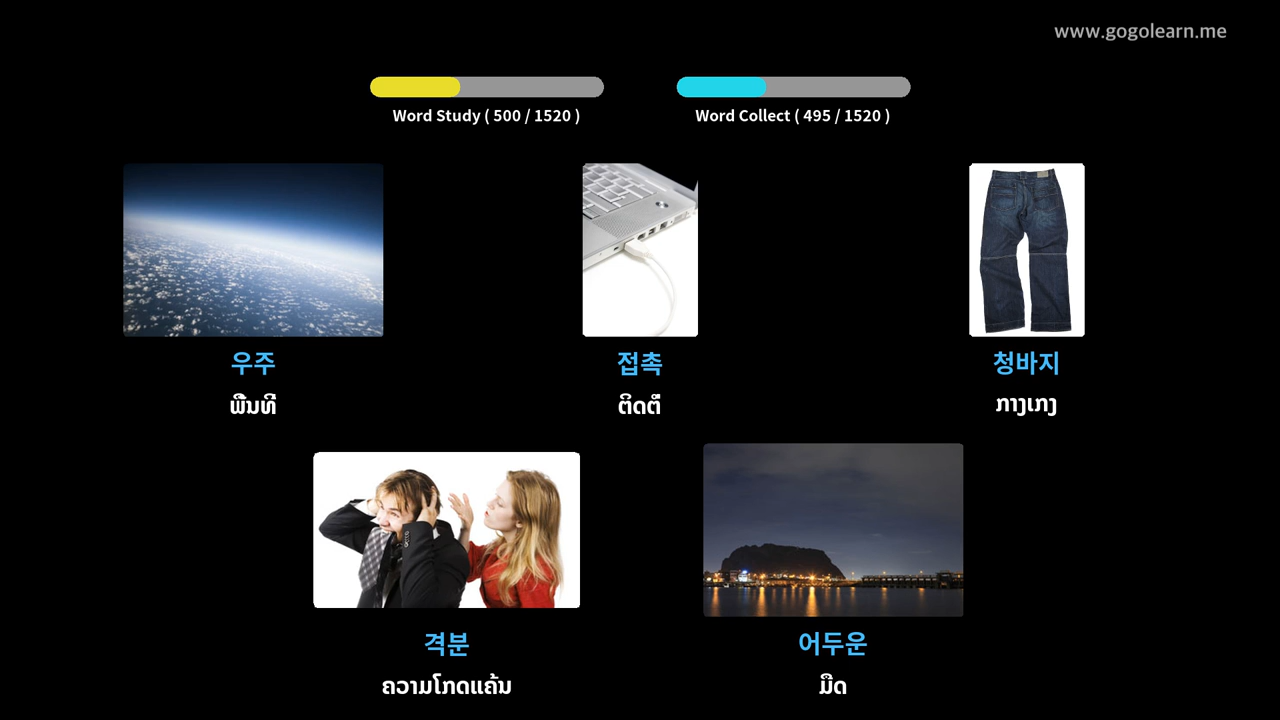 www.gogolearn.me
Word Study ( 500 / 1520 )
Word Collect ( 495 / 1520 )
우주
접촉
청바지
ພື້ນທີ່
ຕິດຕໍ່
ກາງເກງ
격분
어두운
ຄວາມໂກດແຄ້ນ
ມືດ